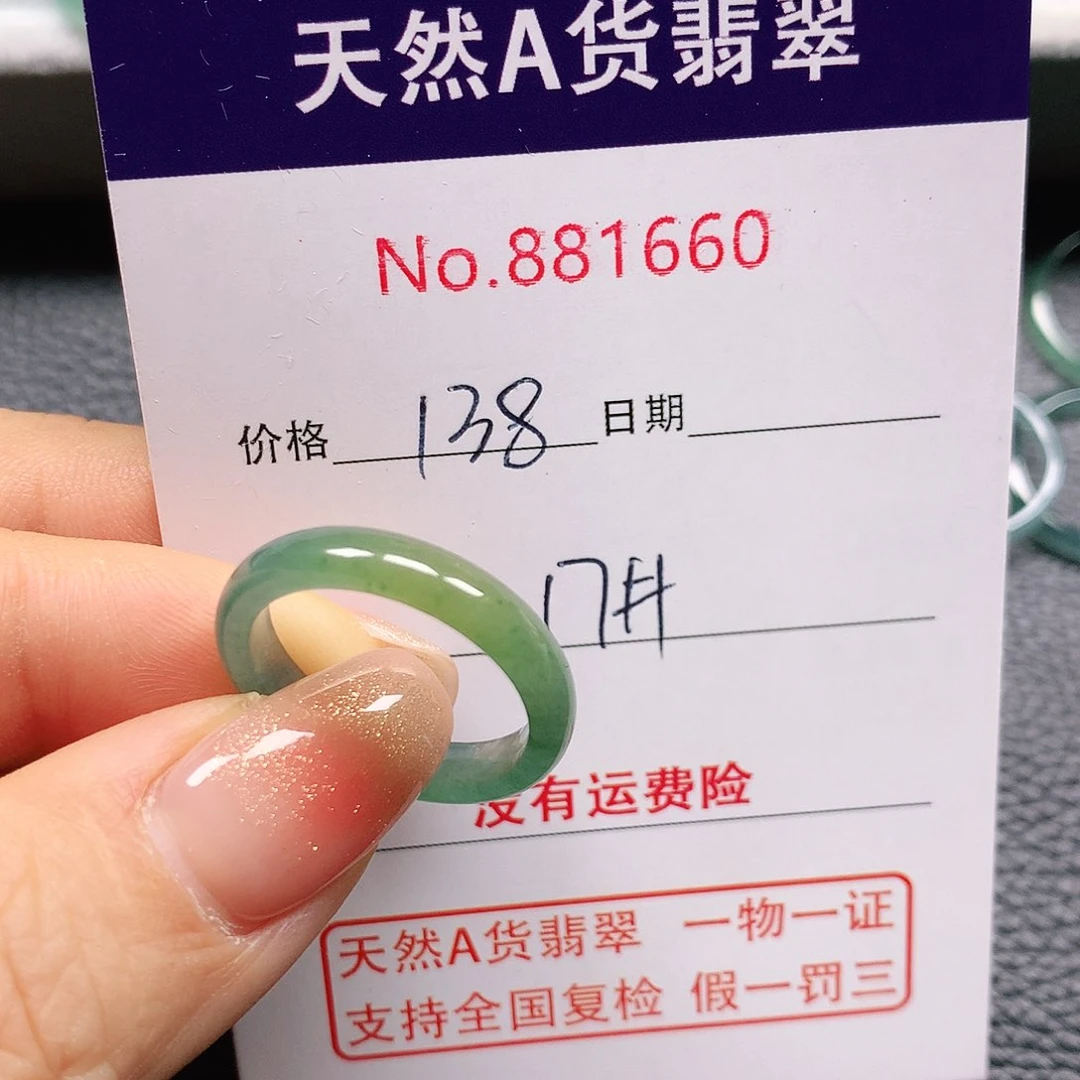 天然A货翡翠
No.881660
价格 138 日期
17#
没有运费险
天然A货翡翠 一物一证
支持全国复检 假一罚三